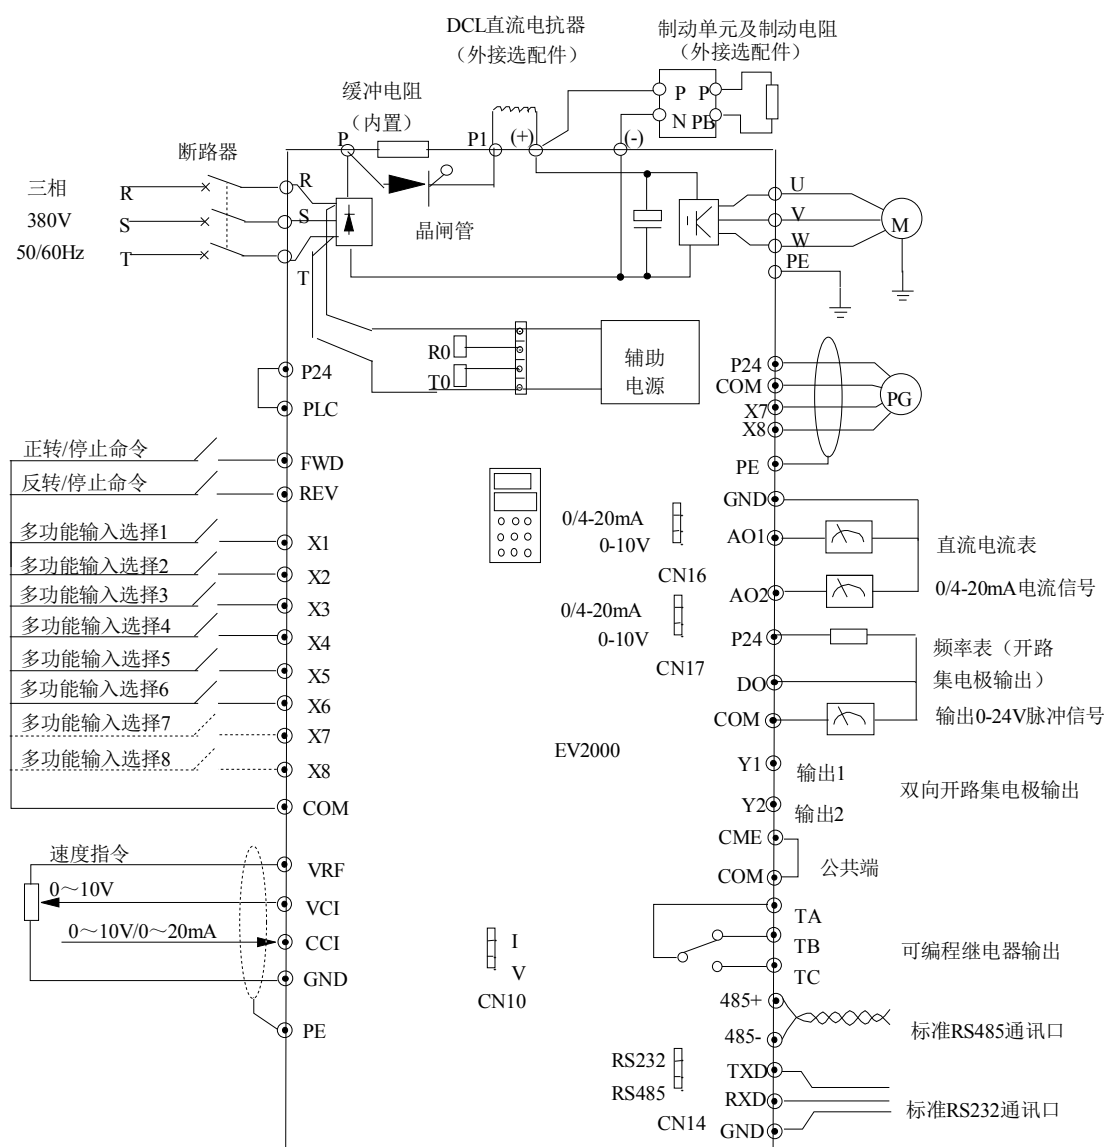 DCL直流电抗器
（外接选配件）
制动单元及制动电阻
（外接选配件）
缓冲电阻
（内置）
P
P
N
PB
P
P1
(+)
(-)
断路器
三相
380V
50/60Hz
R
S
T
R
S
T
晶闸管
U
V
W
PE
M
R0
T0
辅助
电源
P24
PLC
P24
COM
X7
X8
PE
PG
正转/停止命令
FWD
反转/停止命令
REV
多功能输入选择1
X1
多功能输入选择2
X2
多功能输入选择3
X3
多功能输入选择4
X4
多功能输入选择5
X5
多功能输入选择6
X6
多功能输入选择7
X7
多功能输入选择8
X8
COM
0/4-20mA
0-10V
CN16
0/4-20mA
0-10V
CN17
GND
AO1
AO2
直流电流表
0/4-20mA电流信号
P24
DO
COM
频率表（开路
集电极输出）
输出0-24V脉冲信号
EV2000
Y1
输出1
Y2
输出2
双向开路集电极输出
CME
COM
公共端
速度指令
VRF
0～10V
VCI
0～10V/0～20mA
CCI
GND
PE
I
V
CN10
TA
TB
TC
可编程继电器输出
485+
485-
标准RS485通讯口
RS232
RS485
CN14
TXD
RXD
GND
标准RS232通讯口